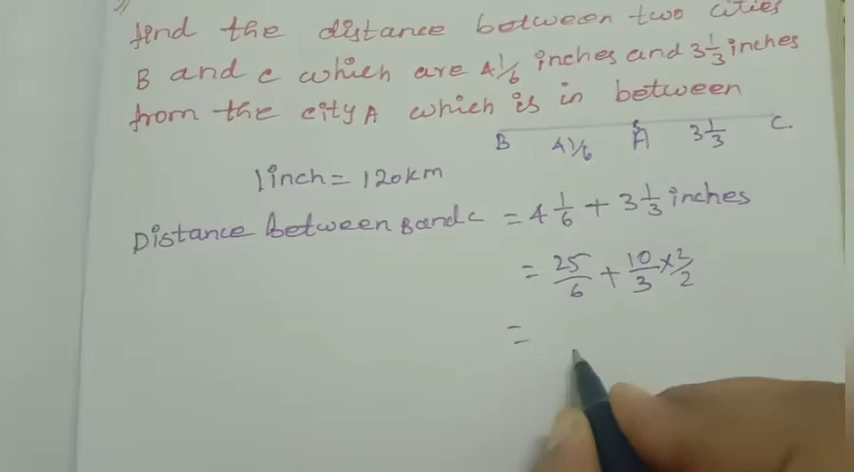 find the distance between two cities
B and C which are 4 1/6 inches and 3 1/3 inches
from the city A which is in between
B 4 1/6 A 3 1/3 C.
1 inch = 120km
Distance between B and C = 4 1/6 + 3 1/3 inches
= 25/6 + 10/3 × 2/2
=